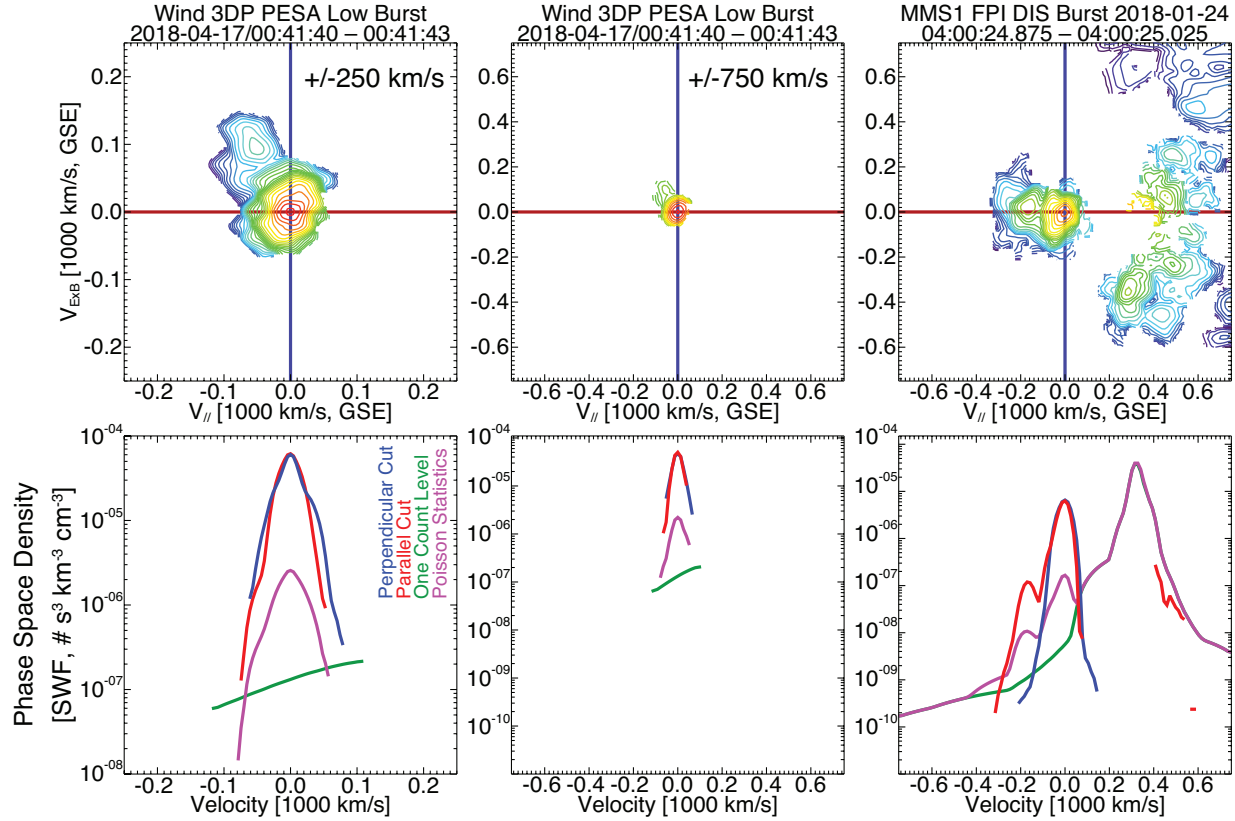 Wind 3DP PESA Low Burst
2018-04-17/00:41:40 – 00:41:43
Wind 3DP PESA Low Burst
2018-04-17/00:41:40 – 00:41:43
MMS1 FPI DIS Burst 2018-01-24
04:00:24.875 – 04:00:25.025
+/-250 km/s
+/-750 km/s
V_ExB [1000 km/s, GSE]
0.2
0.1
0.0
-0.1
-0.2
-0.2 -0.1 0.0 0.1 0.2
V_// [1000 km/s, GSE]
0.6
0.4
0.2
0.0
-0.2
-0.4
-0.6
-0.6 -0.4 -0.2 0.0 0.2 0.4 0.6
V_// [1000 km/s, GSE]
0.6
0.4
0.2
0.0
-0.2
-0.4
-0.6
-0.6 -0.4 -0.2 0.0 0.2 0.4 0.6
V_// [1000 km/s, GSE]
Phase Space Density
[SWF, # s³ km⁻³ cm⁻³]
10⁻⁰⁴
10⁻⁰⁵
10⁻⁰⁶
10⁻⁰⁷
10⁻⁰⁸
Perpendicular Cut
Parallel Cut
One Count Level
Poisson Statistics
-0.2 -0.1 0.0 0.1 0.2
Velocity [1000 km/s]
10⁻⁰⁴
10⁻⁰⁵
10⁻⁰⁶
10⁻⁰⁷
10⁻⁰⁸
10⁻⁰⁹
10⁻¹⁰
-0.6 -0.4 -0.2 0.0 0.2 0.4 0.6
Velocity [1000 km/s]
10⁻⁰⁴
10⁻⁰⁵
10⁻⁰⁶
10⁻⁰⁷
10⁻⁰⁸
10⁻⁰⁹
10⁻¹⁰
-0.6 -0.4 -0.2 0.0 0.2 0.4 0.6
Velocity [1000 km/s]